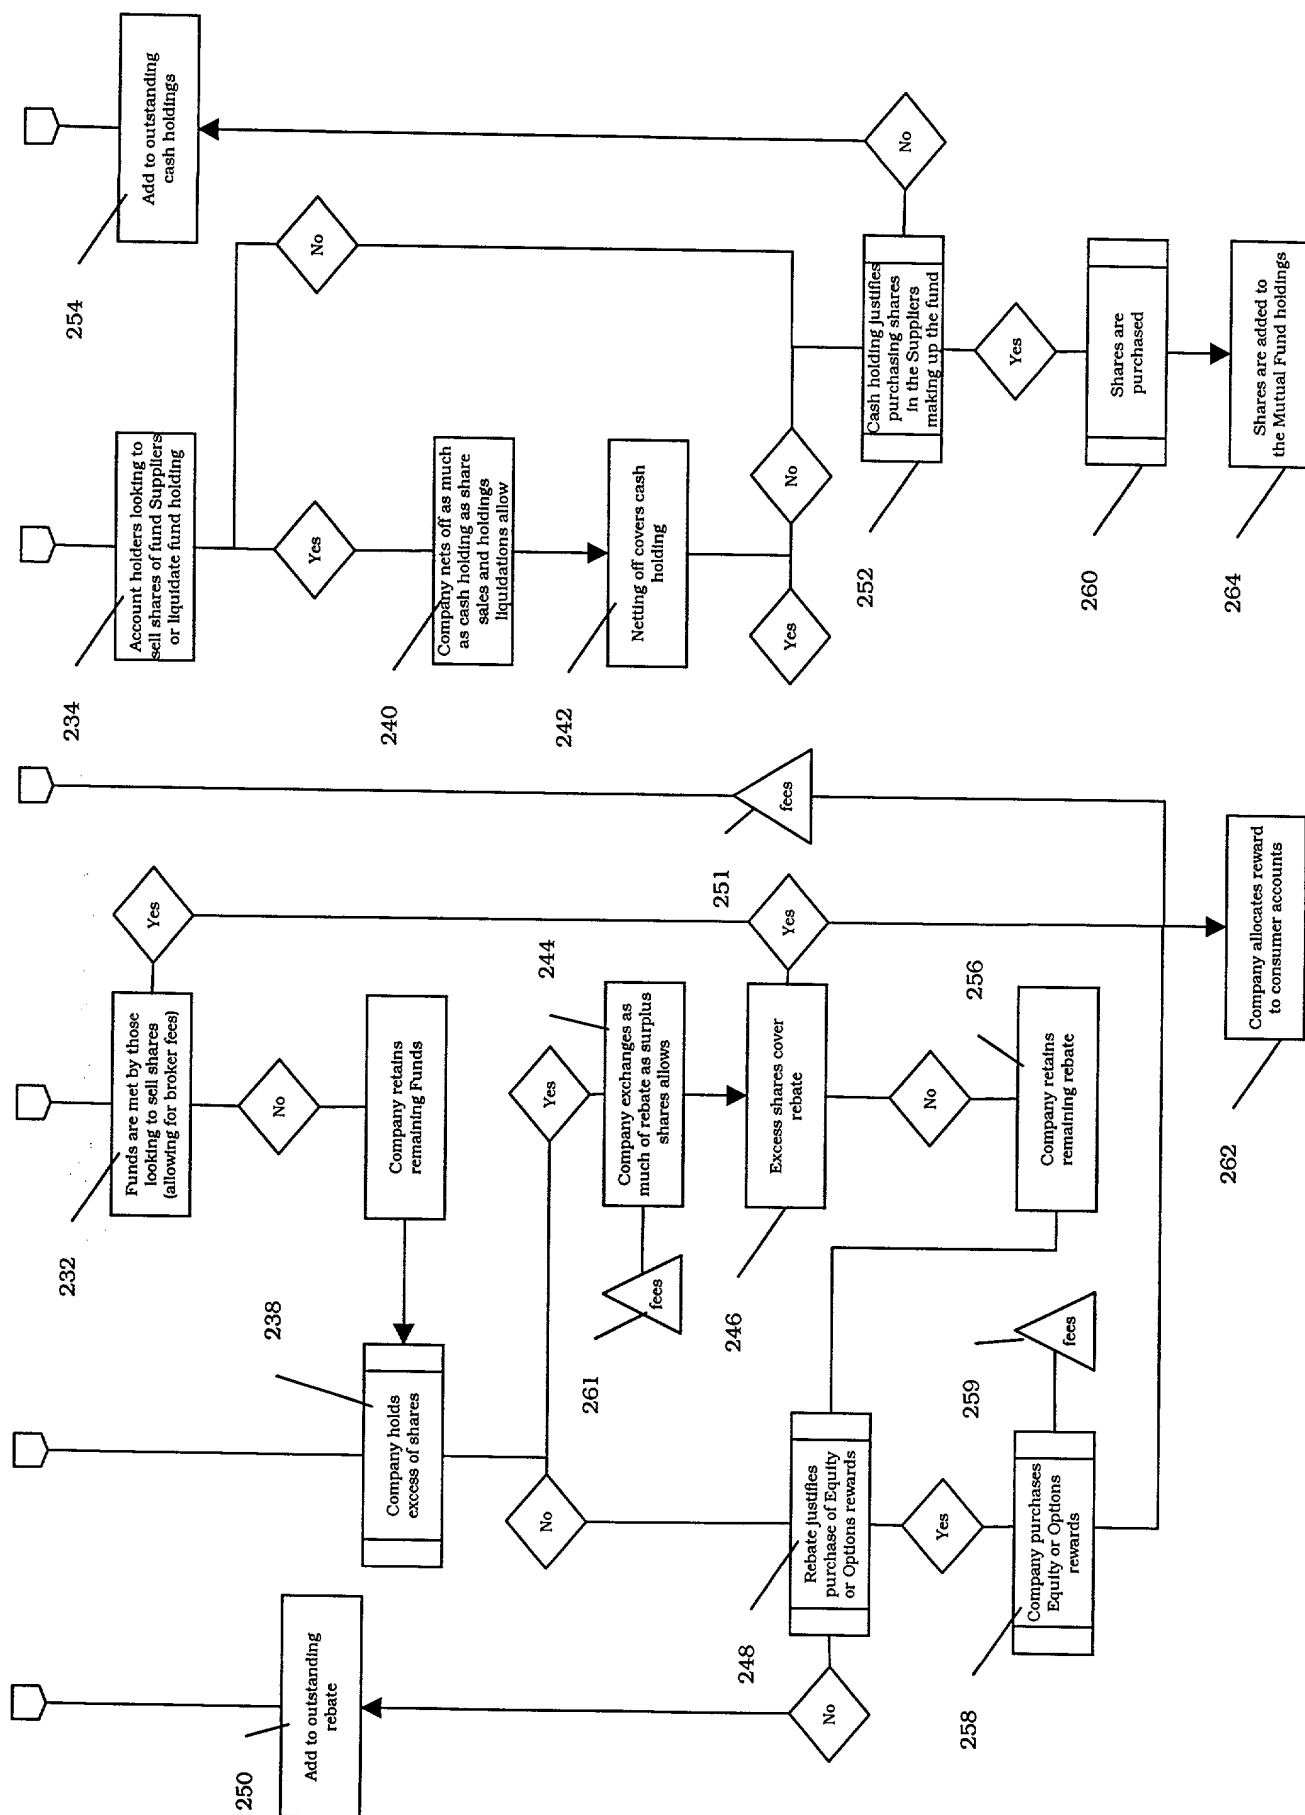 Add to outstanding
rebate
250
Company holds
excess of shares
238
Funds are met by those
looking to sell shares
(allowing for broker fees)
232
Yes
No
Company retains
remaining Funds
No
Yes
Company exchanges as
much of rebate as surplus
shares allows
244
fees
261
Excess shares cover
rebate
246
Yes
No
Company retains
remaining rebate
256
Rebate justifies
purchase of Equity
or Options rewards
248
No
Yes
Company purchases
Equity or Options
rewards
258
fees
259
fees
251
Company allocates reward
to consumer accounts
262
Account holders looking to
sell shares of fund Suppliers
or liquidate fund holding
234
Yes
No
Company nets off as much
as cash holding as share
sales and holdings
liquidations allow
240
Netting off covers cash
holding
242
Yes
No
Cash holding justifies
purchasing shares
in the Suppliers
making up the fund
252
No
Yes
Add to outstanding
cash holdings
254
Shares are
purchased
260
Shares are added to
the Mutual Fund holdings
264